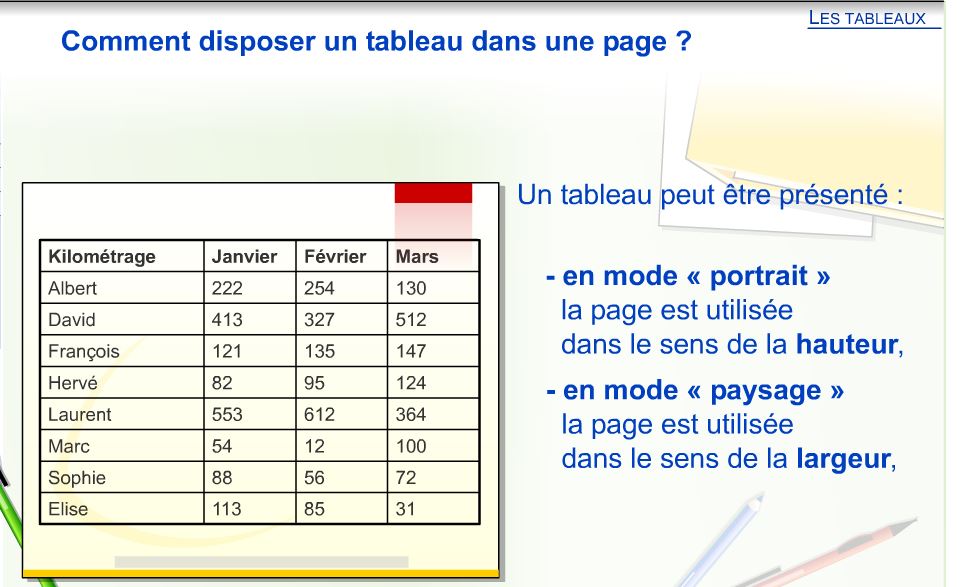 LES TABLEAUX
Comment disposer un tableau dans une page ?
Un tableau peut être présenté :
Kilométrage Janvier Février Mars
Albert 222 254 130
David 413 327 512
François 121 135 147
Hervé 82 95 124
Laurent 553 612 364
Marc 54 12 100
Sophie 88 56 72
Elise 113 85 31
- en mode « portrait »
la page est utilisée
dans le sens de la hauteur,
- en mode « paysage »
la page est utilisée
dans le sens de la largeur,